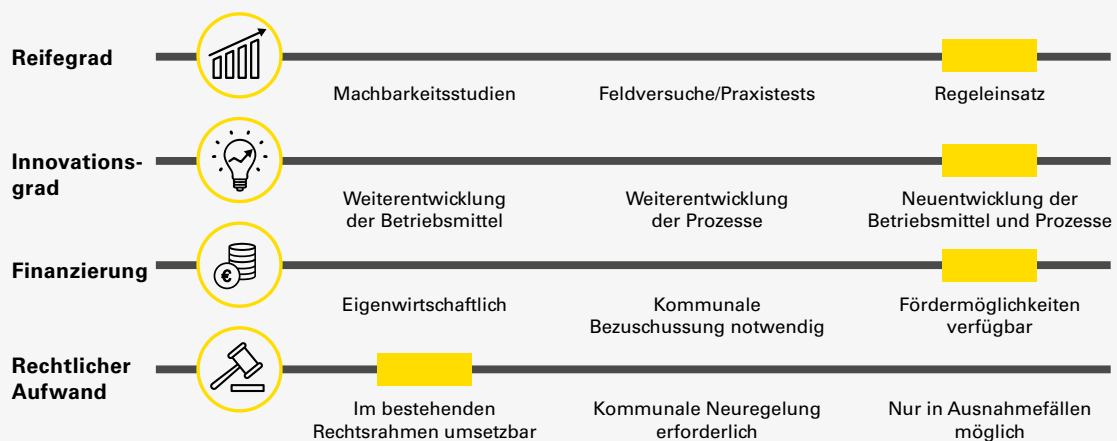 Reifegrad
Machbarkeitsstudien
Feldversuche/Praxistests
Regeleinsatz
Innovations-
grad
Weiterentwicklung
der Betriebsmittel
Weiterentwicklung
der Prozesse
Neuentwicklung der
Betriebsmittel und Prozesse
Finanzierung
€
Eigenwirtschaftlich
Kommunale
Bezuschussung notwendig
Fördermöglichkeiten
verfügbar
Rechtlicher
Aufwand
Im bestehenden
Rechtsrahmen umsetzbar
Kommunale Neuregelung
erforderlich
Nur in Ausnahmefällen
möglich